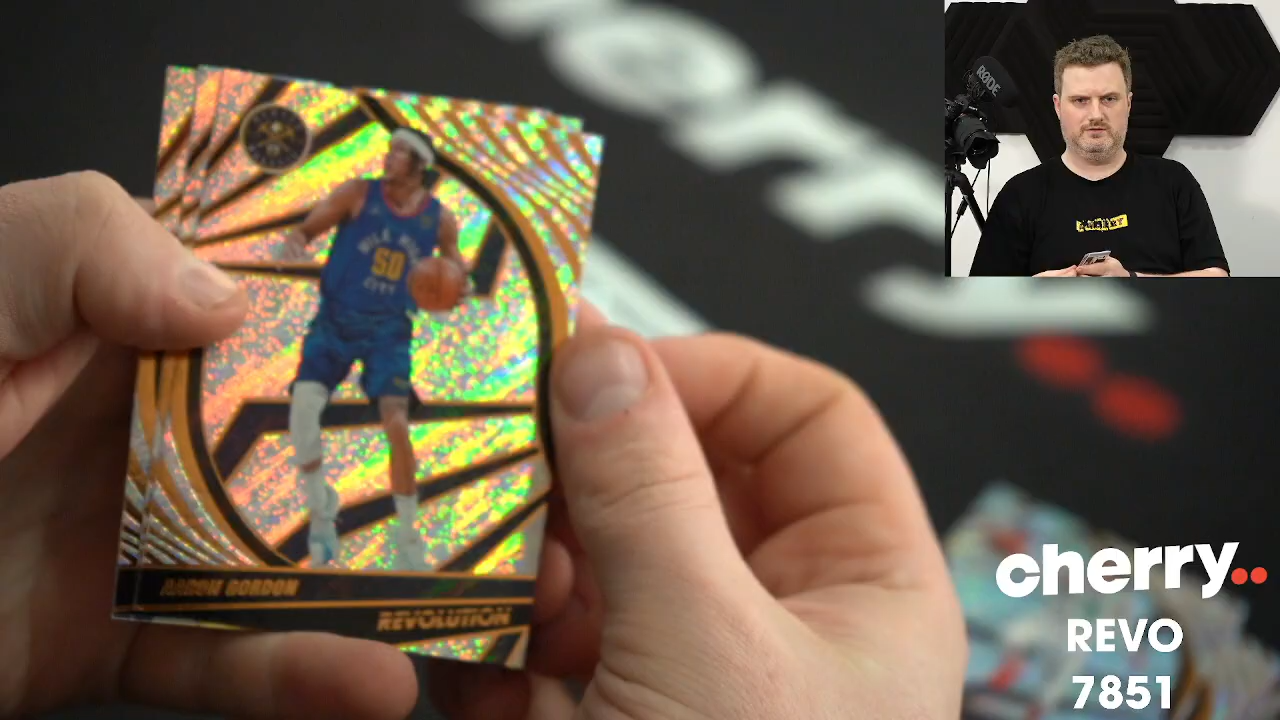 RØDE
MILE HIGH
50
CITY
AARON GORDON
REVOLUTION
cherry..
REVO
7851